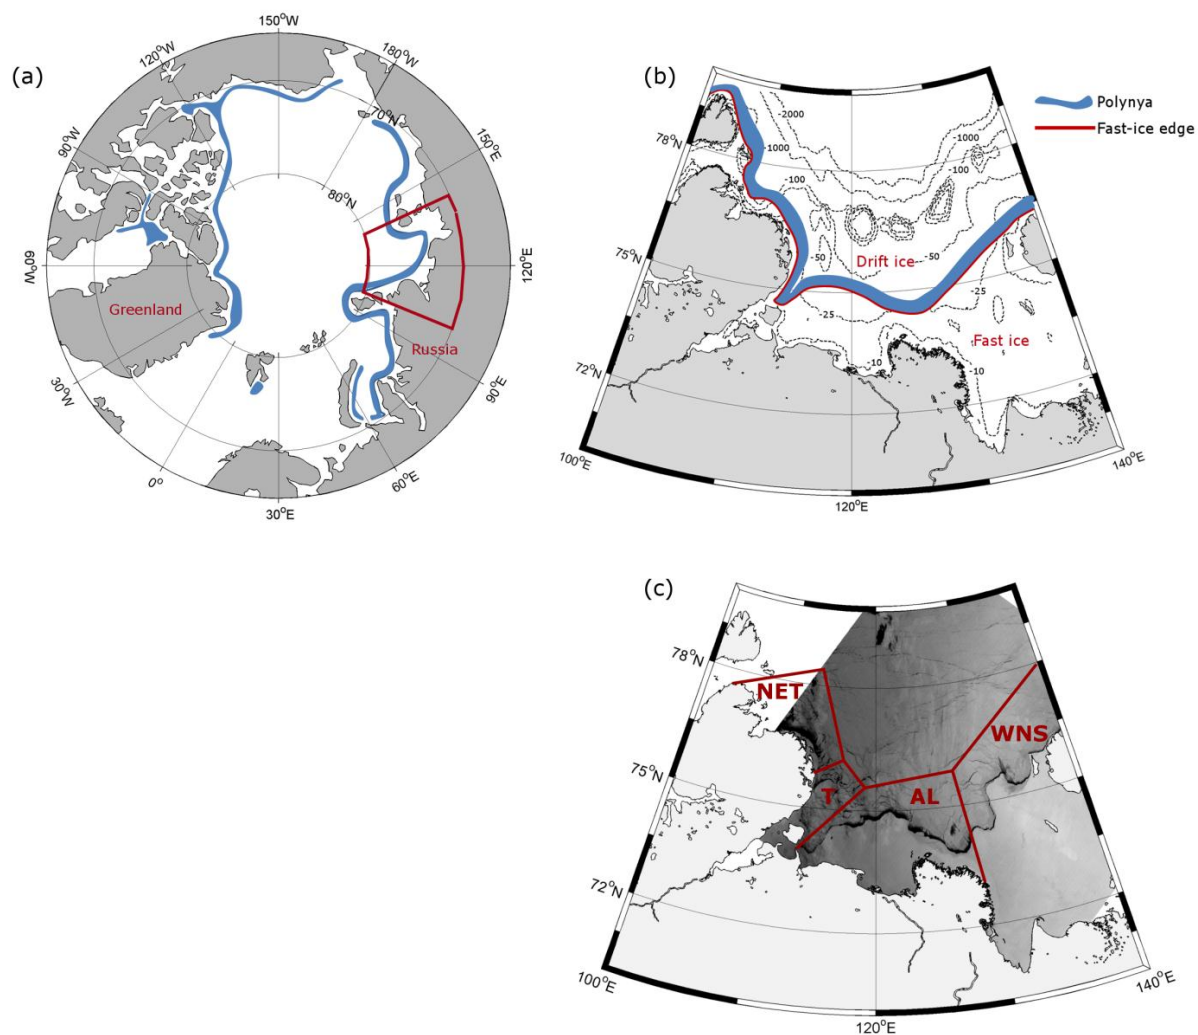 (a)
150°W
120°W
180°W
90°W
70°N
150°E
80°N
60°W
120°E
Greenland
Russia
30°W
90°E
0°
60°E
30°E
(b)
78°N
75°N
72°N
-2000
-1000
-1000
-100
-100
-50
-50
Drift ice
-25
-25
Fast ice
-10
-10
100°E
120°E
140°E
Polynya
Fast-ice edge
(c)
78°N
NET
WNS
75°N
T
AL
72°N
100°E
120°E
140°E